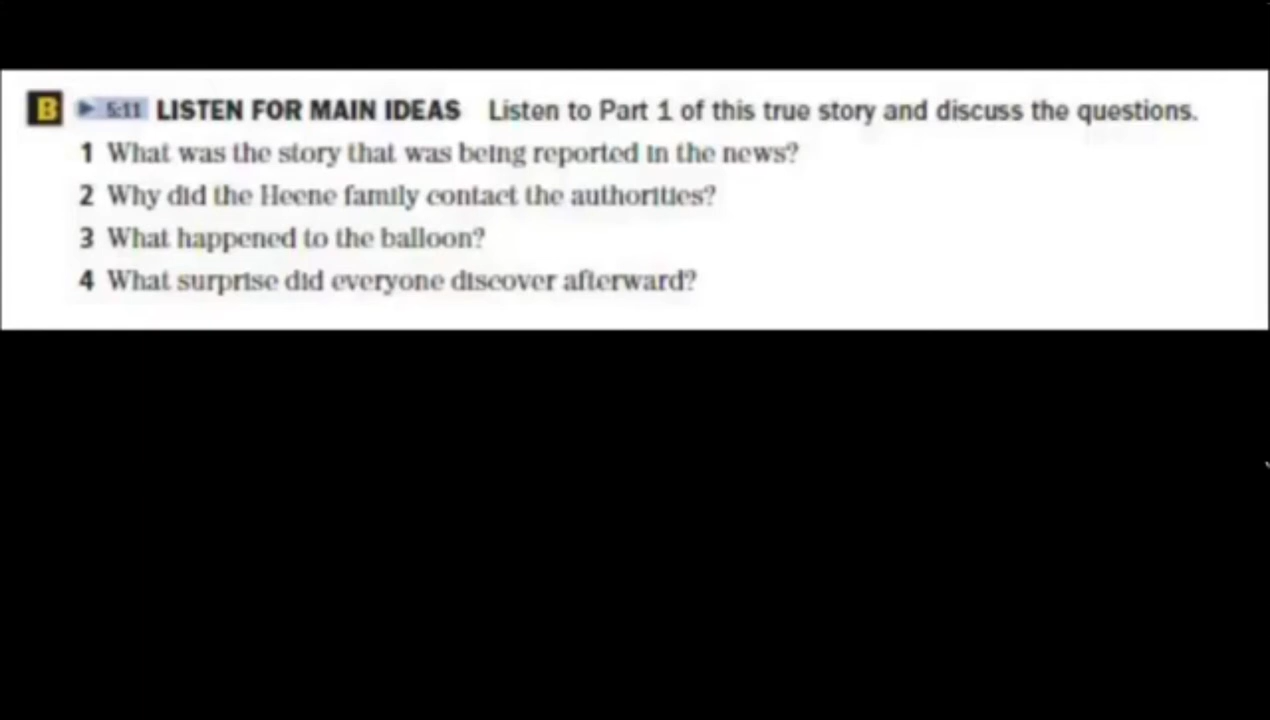 B ▶ 5:11 LISTEN FOR MAIN IDEAS Listen to Part 1 of this true story and discuss the questions.
1 What was the story that was being reported in the news?
2 Why did the Heene family contact the authorities?
3 What happened to the balloon?
4 What surprise did everyone discover afterward?